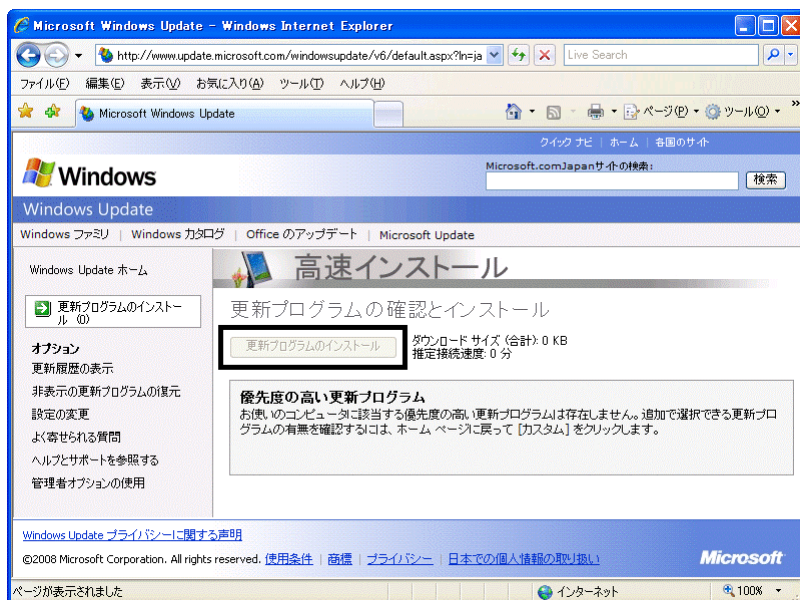 Microsoft Windows Update - Windows Internet Explorer
http://www.update.microsoft.com/windowsupdate/v6/default.aspx?ln=ja
Live Search
ファイル(F) 編集(E) 表示(V) お気に入り(A) ツール(T) ヘルプ(H)
Microsoft Windows Update
ページ(P) ツール(O)
クイック ナビ | ホーム | 各国のサイト
Windows
Microsoft.comJapanサイトの検索:
検索
Windows Update
Windows ファミリ | Windows カタログ | Office のアップデート | Microsoft Update
Windows Update ホーム
高速インストール
更新プログラムのインストー
ル (0)
更新プログラムの確認とインストール
更新プログラムのインストール
ダウンロード サイズ (合計): 0 KB
推定接続速度: 0 分
オプション
更新履歴の表示
非表示の更新プログラムの復元
設定の変更
よく寄せられる質問
ヘルプとサポートを参照する
管理者オプションの使用
優先度の高い更新プログラム
お使いのコンピュータに該当する優先度の高い更新プログラムは存在しません。追加で選択できる更新プロ
グラムの有無を確認するには、ホーム ページに戻って [カスタム] をクリックします。
Windows Update プライバシーに関する声明
©2008 Microsoft Corporation. All rights reserved. 使用条件 | 商標 | プライバシー | 日本での個人情報の取り扱い
Microsoft
ページが表示されました
インターネット
100%